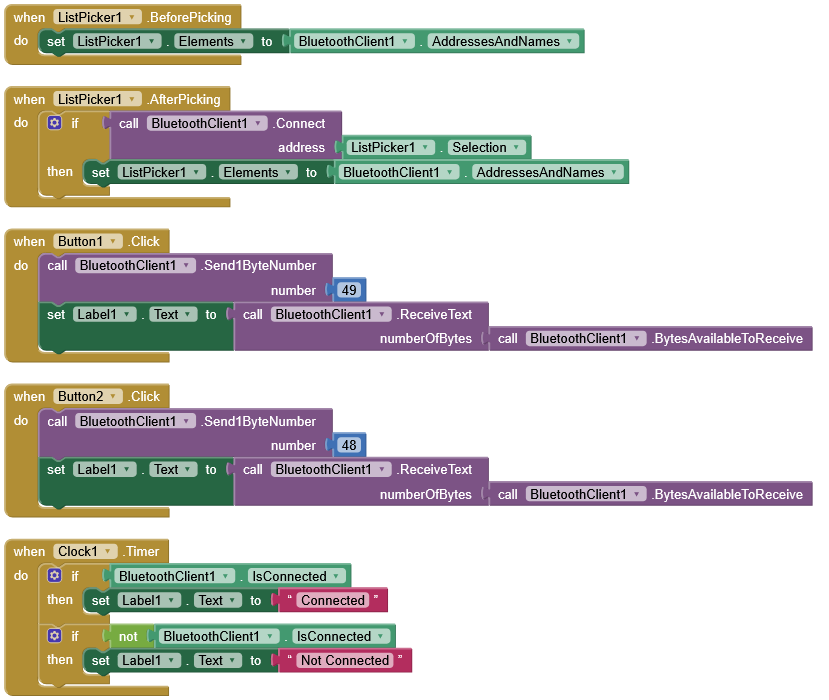 when ListPicker1 .BeforePicking
do set ListPicker1 . Elements to BluetoothClient1 . AddressesAndNames
when ListPicker1 .AfterPicking
do if call BluetoothClient1 .Connect
address ListPicker1 . Selection
then set ListPicker1 . Elements to BluetoothClient1 . AddressesAndNames
when Button1 .Click
do call BluetoothClient1 .Send1ByteNumber
number 49
set Label1 . Text to call BluetoothClient1 .ReceiveText
numberOfBytes call BluetoothClient1 .BytesAvailableToReceive
when Button2 .Click
do call BluetoothClient1 .Send1ByteNumber
number 48
set Label1 . Text to call BluetoothClient1 .ReceiveText
numberOfBytes call BluetoothClient1 .BytesAvailableToReceive
when Clock1 .Timer
do if BluetoothClient1 . IsConnected
then set Label1 . Text to “ Connected ”
if not BluetoothClient1 . IsConnected
then set Label1 . Text to “ Not Connected ”